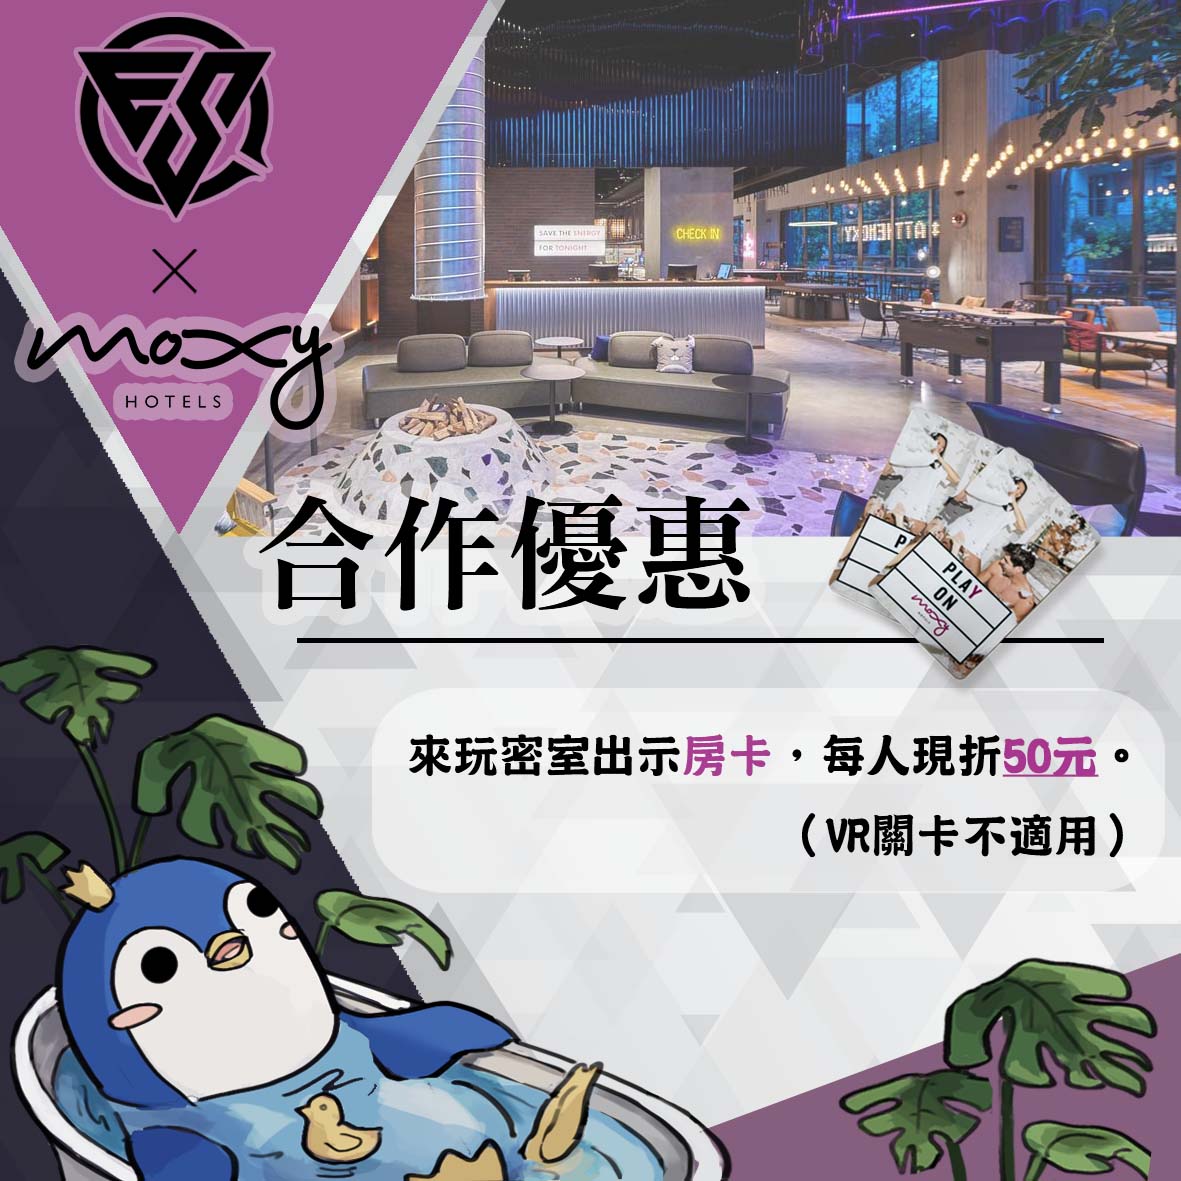 ×
moxy
HOTELS
SAVE THE ENERGY
FOR TONIGHT
CHECK IN
#ATTHEMOXY
合作優惠
PLAY
ON
moxy
來玩密室出示房卡，每人現折50元。
（VR關卡不適用）